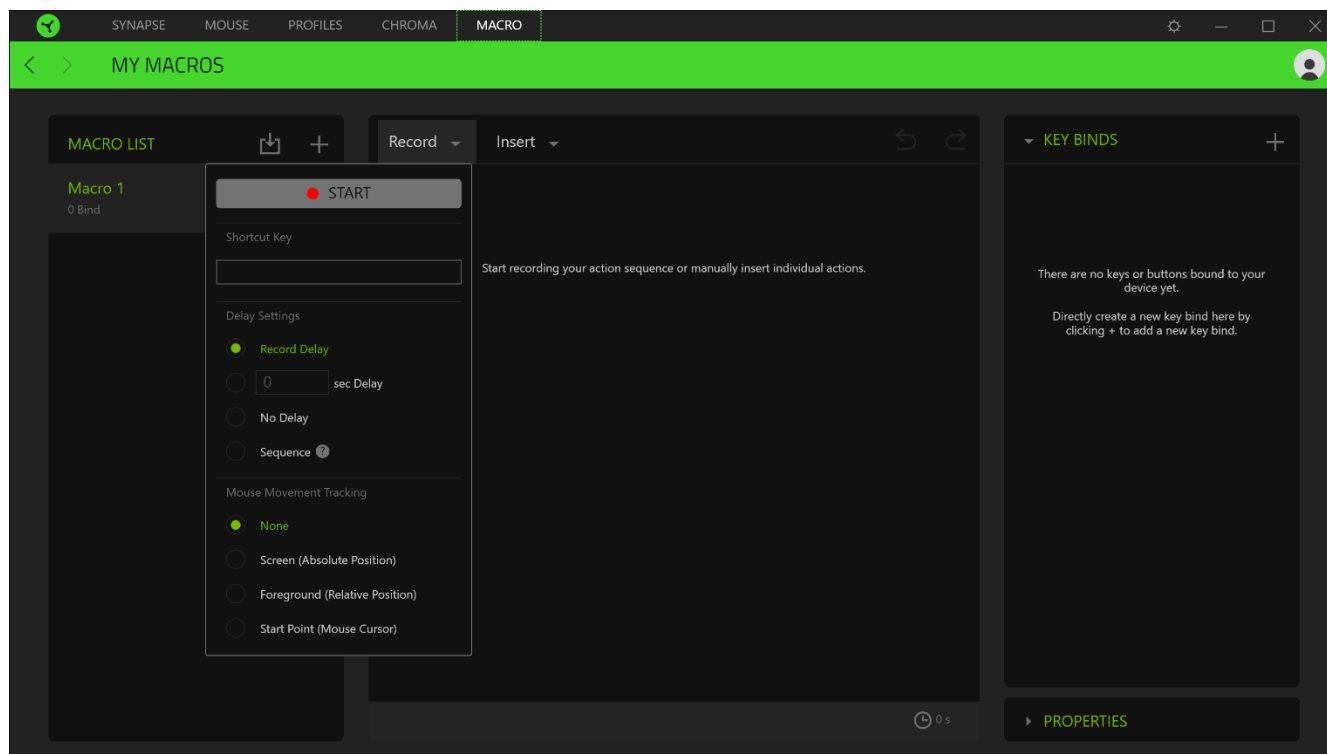 SYNAPSE MOUSE PROFILES CHROMA MACRO
MY MACROS
MACRO LIST
Macro 1
0 Bind
Record Insert
START
Shortcut Key
Delay Settings
Record Delay
0 sec Delay
No Delay
Sequence ?
Mouse Movement Tracking
None
Screen (Absolute Position)
Foreground (Relative Position)
Start Point (Mouse Cursor)
Start recording your action sequence or manually insert individual actions.
0 s
KEY BINDS
There are no keys or buttons bound to your
device yet.
Directly create a new key bind here by
clicking + to add a new key bind.
PROPERTIES